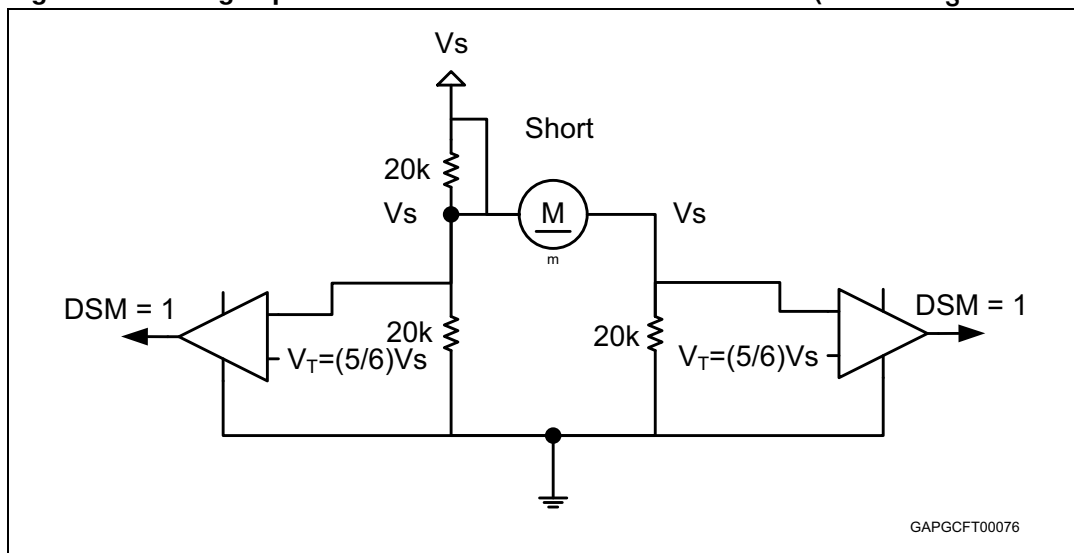 Vs
Short
20k
Vs
M
Vs
m
DSM = 1
DSM = 1
20k
20k
V_T=(5/6)Vs
V_T=(5/6)Vs
GAPGCFT00076